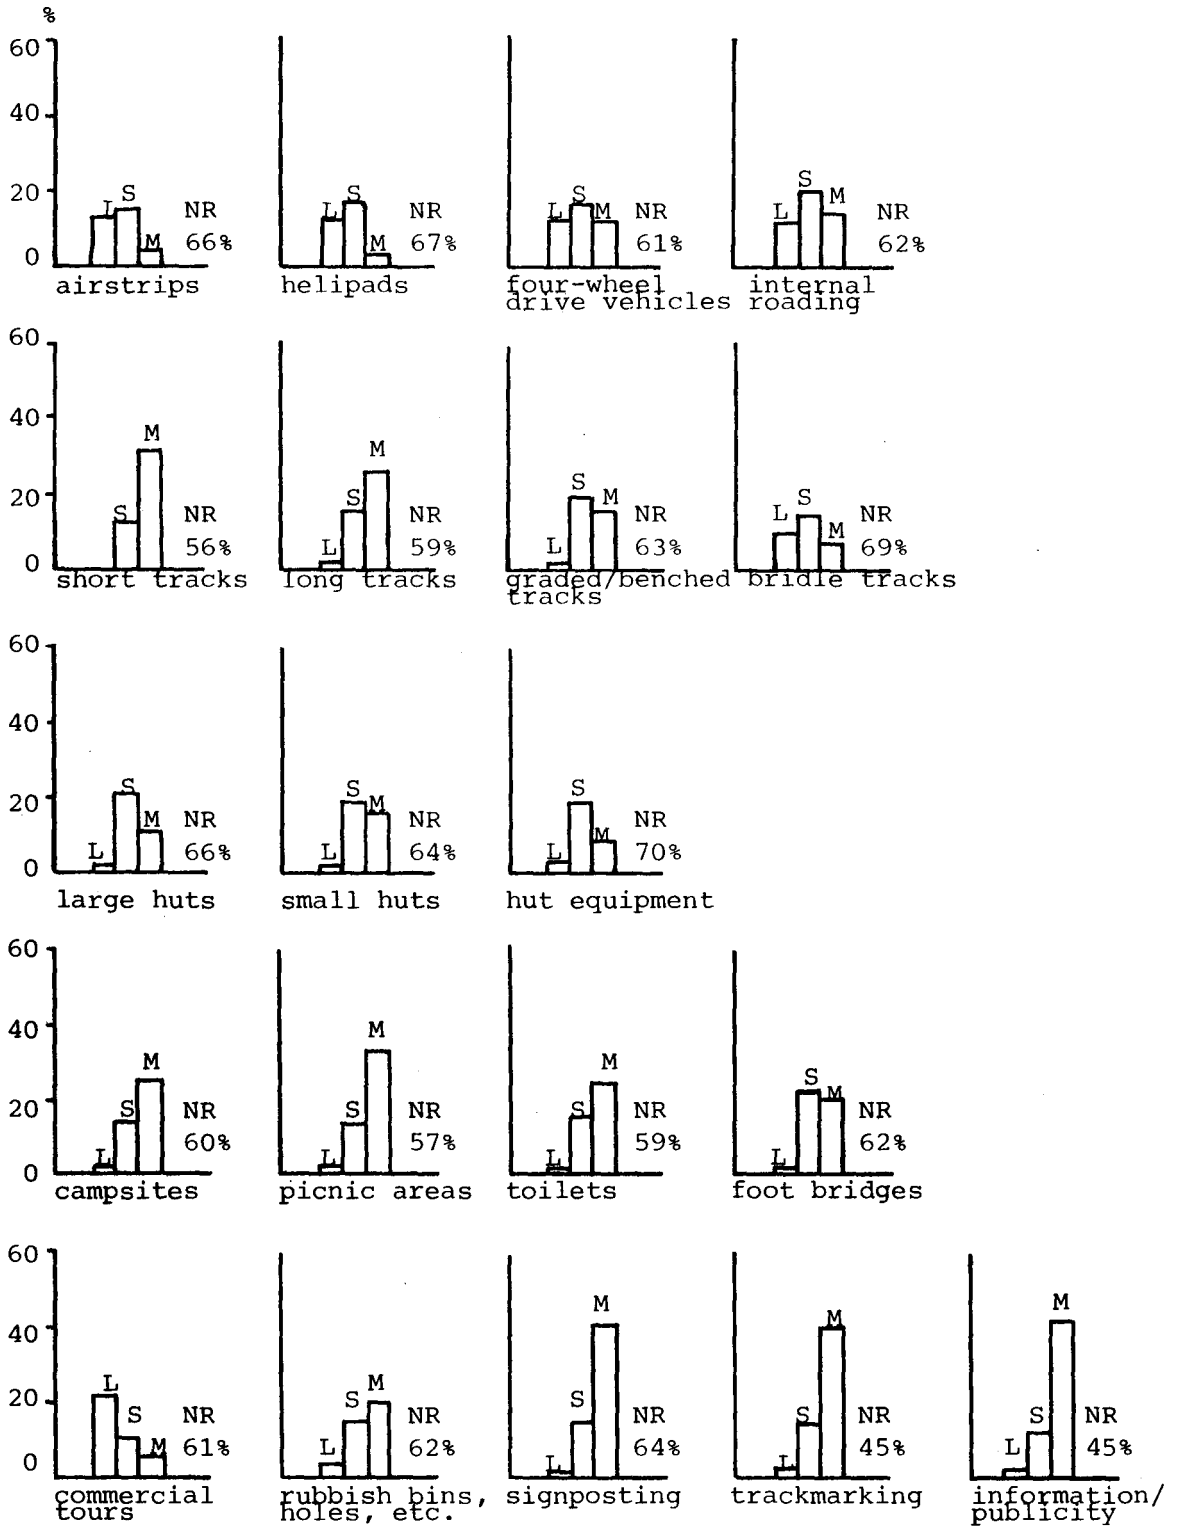 %
60
40
20
0
L S M NR
66%
airstrips
L S M NR
67%
helipads
L S M NR
61%
four-wheel
drive vehicles
L S M NR
62%
internal
roading
60
40
20
0
S M NR
56%
short tracks
L S M NR
59%
long tracks
L S M NR
63%
graded/benched
tracks
L S M NR
69%
bridle tracks
60
40
20
0
L S M NR
66%
large huts
L S M NR
64%
small huts
L S M NR
70%
hut equipment
60
40
20
0
L S M NR
60%
campsites
L S M NR
57%
picnic areas
L S M NR
59%
toilets
L S M NR
62%
foot bridges
60
40
20
0
L S M NR
61%
commercial
tours
L S M NR
62%
rubbish bins,
holes, etc.
L S M NR
64%
signposting
L S M NR
45%
trackmarking
L S M NR
45%
information/
publicity